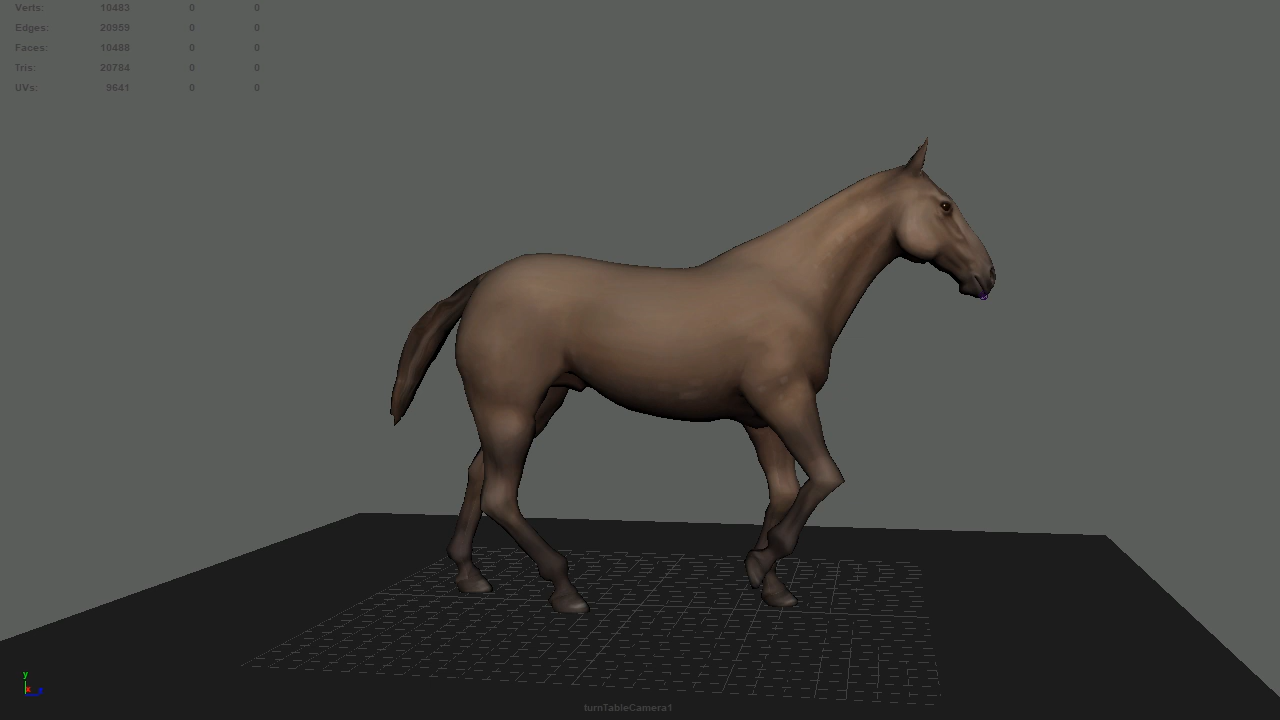 Verts: 10483 0 0
Edges: 20959 0 0
Faces: 10488 0 0
Tris: 20784 0 0
UVs: 9641 0 0
y
x
z
turnTableCamera1